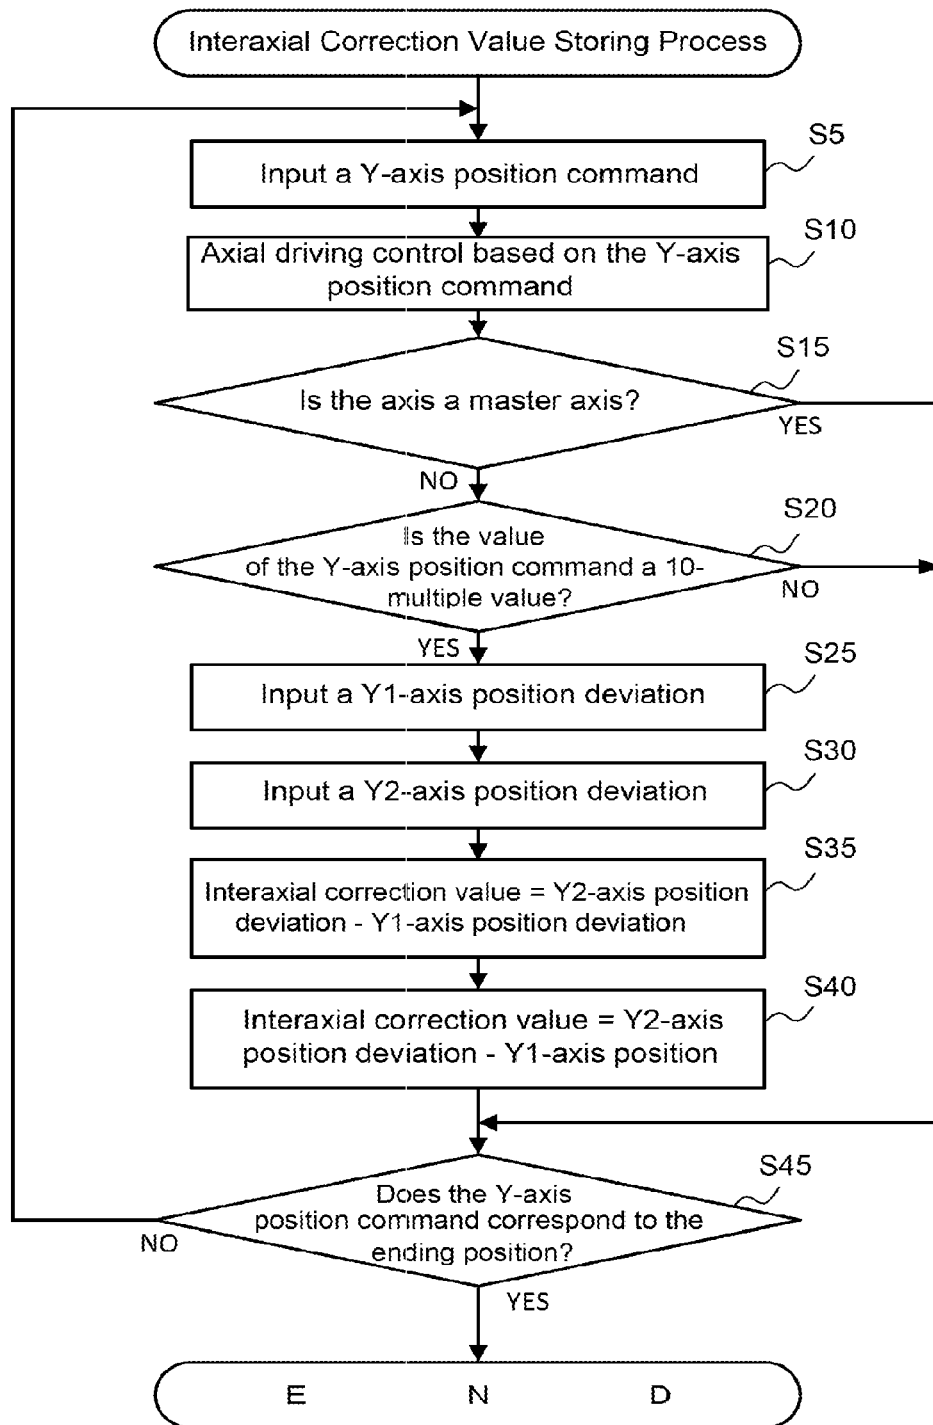 Interaxial Correction Value Storing Process
S5
Input a Y-axis position command
S10
Axial driving control based on the Y-axis
position command
S15
Is the axis a master axis?
YES
NO
S20
Is the value
of the Y-axis position command a 10-
multiple value?
NO
YES
S25
Input a Y1-axis position deviation
S30
Input a Y2-axis position deviation
S35
Interaxial correction value = Y2-axis position
deviation - Y1-axis position deviation
S40
Interaxial correction value = Y2-axis
position deviation - Y1-axis position
S45
Does the Y-axis
position command correspond to the
ending position?
NO
YES
E N D